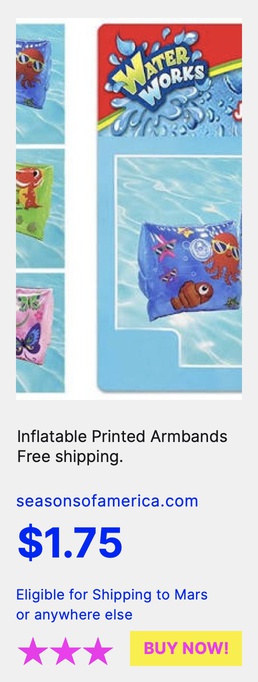 WATER
WORKS
Inflatable Printed Armbands
Free shipping.
seasonsofamerica.com
$1.75
Eligible for Shipping to Mars
or anywhere else
BUY NOW!